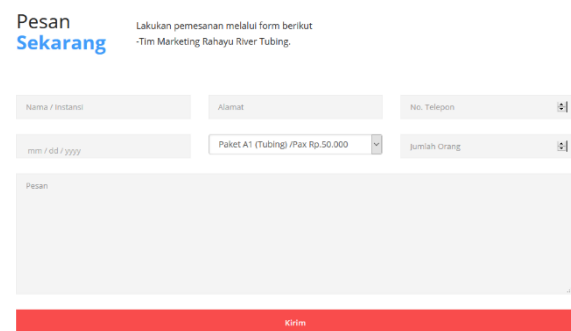 Pesan
Sekarang
Lakukan pemesanan melalui form berikut
-Tim Marketing Rahayu River Tubing.
Nama / Instansi
Alamat
No. Telepon
mm / dd / yyyy
Paket A1 (Tubing) /Pax Rp.50.000
Jumlah Orang
Pesan
Kirim